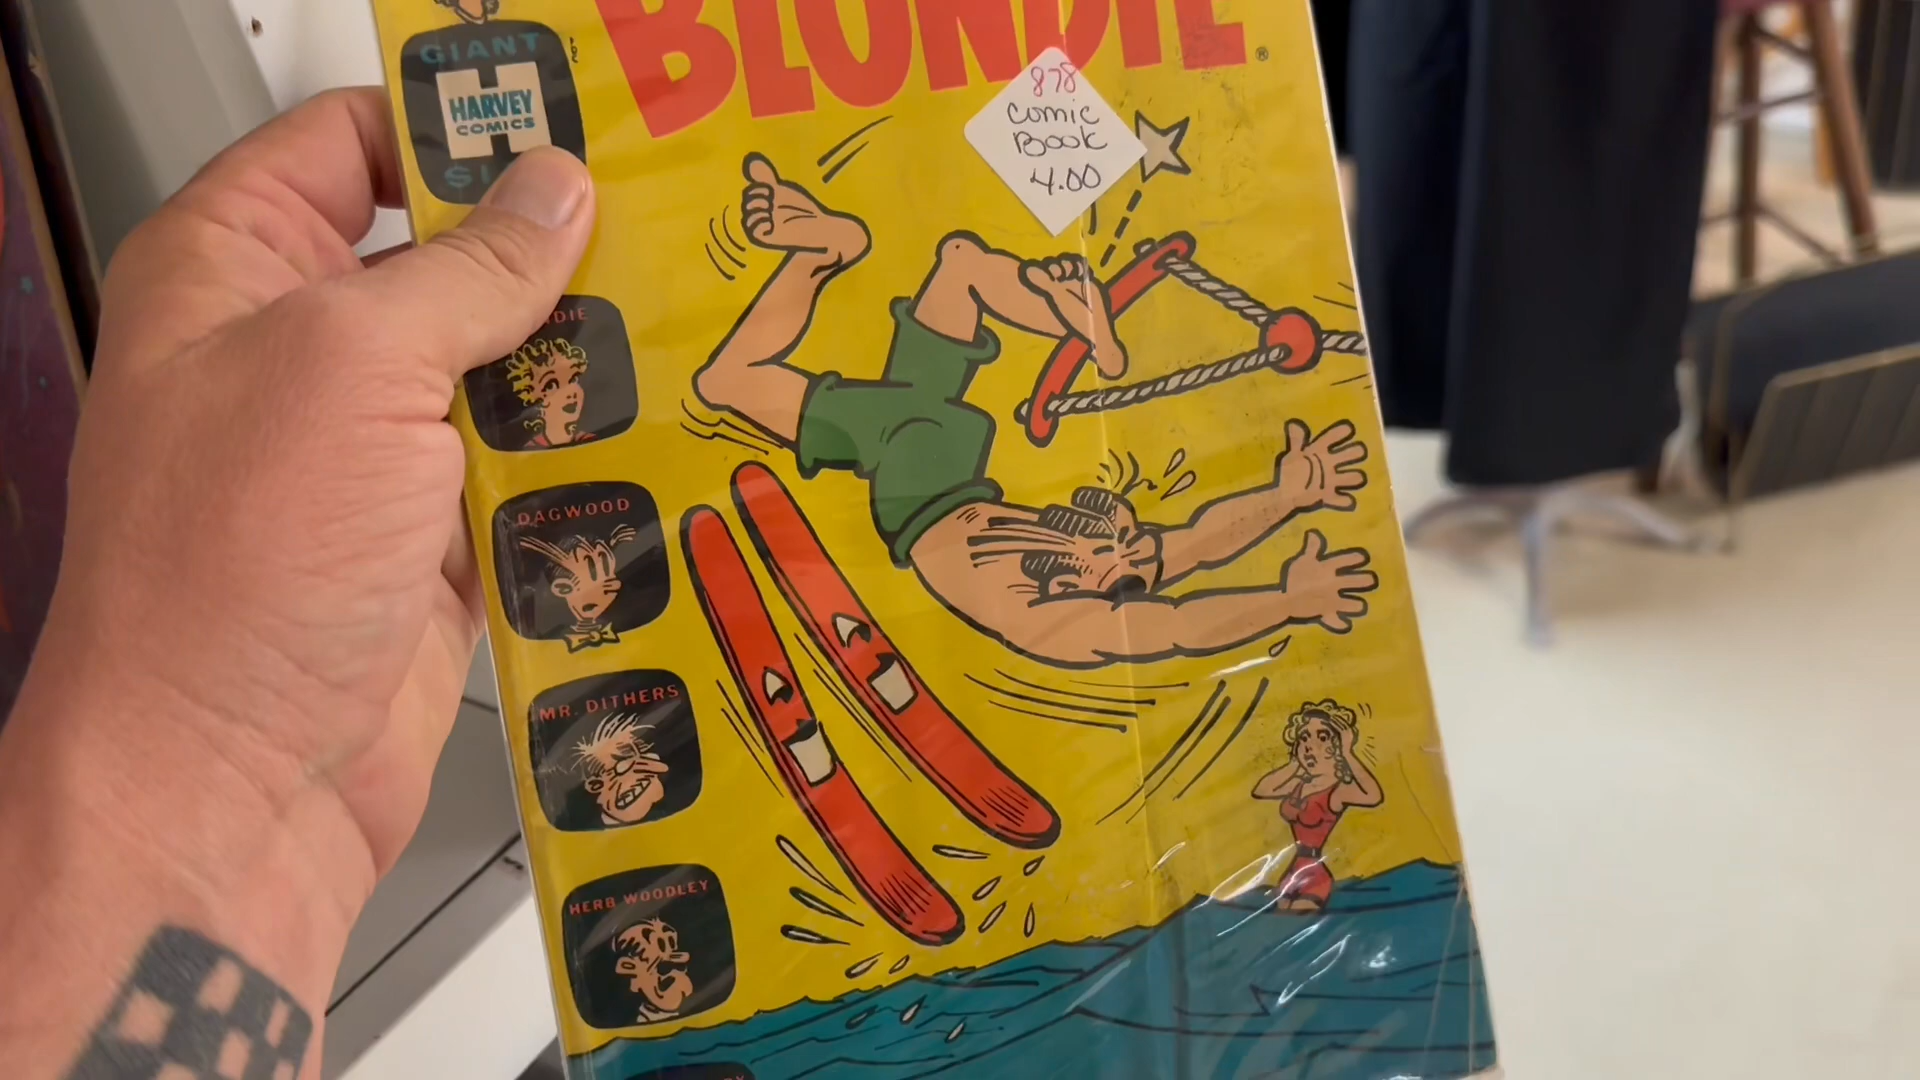 BLONDIE
®
GIANT
HARVEY
COMICS
878
Comic
Book
4.00
DAGWOOD
MR. DITHERS
HERB WOODLEY